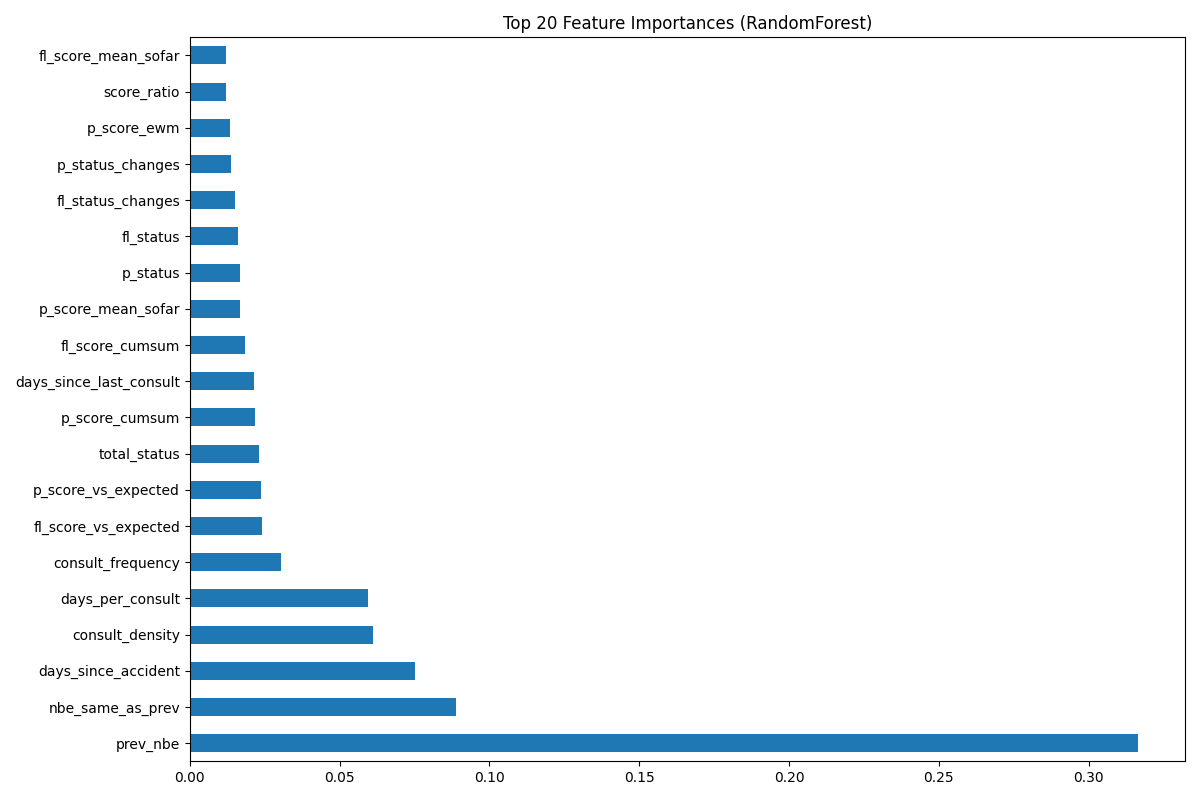 Top 20 Feature Importances (RandomForest)
fl_score_mean_sofar
score_ratio
p_score_ewm
p_status_changes
fl_status_changes
fl_status
p_status
p_score_mean_sofar
fl_score_cumsum
days_since_last_consult
p_score_cumsum
total_status
p_score_vs_expected
fl_score_vs_expected
consult_frequency
days_per_consult
consult_density
days_since_accident
nbe_same_as_prev
prev_nbe
0.00 0.05 0.10 0.15 0.20 0.25 0.30